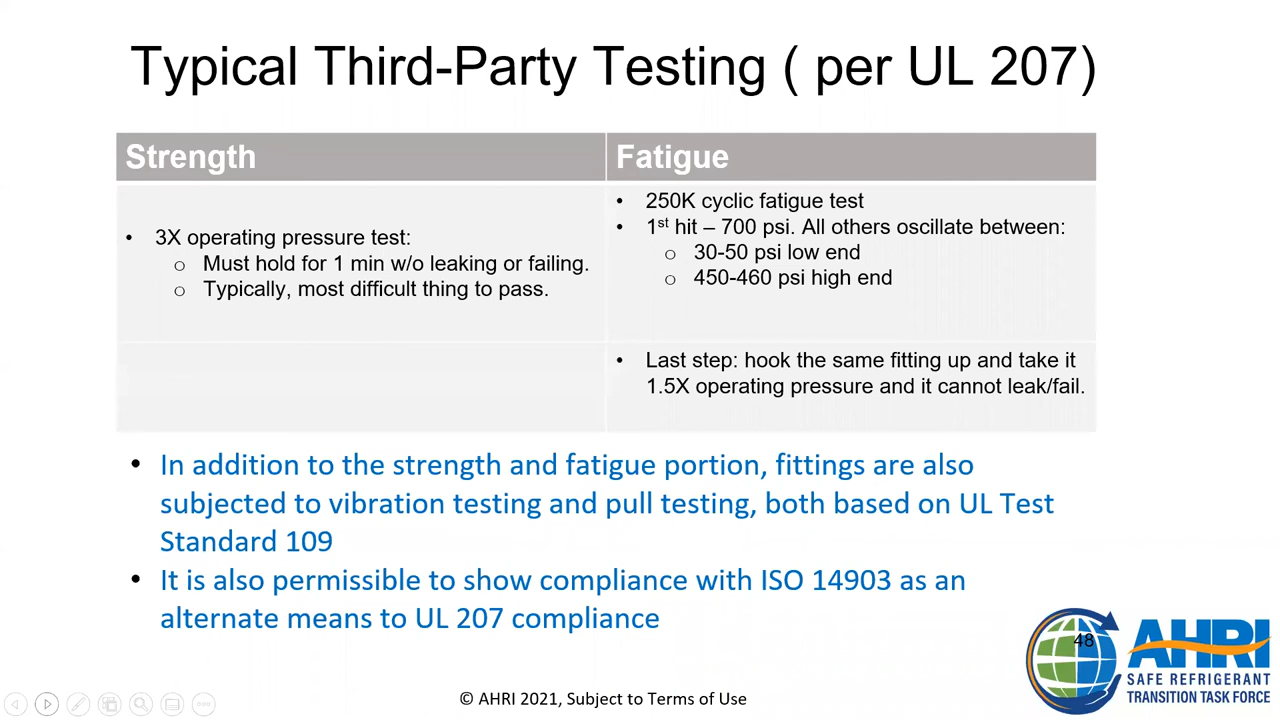 Typical Third-Party Testing ( per UL 207)
Strength
Fatigue
• 3X operating pressure test:
o Must hold for 1 min w/o leaking or failing.
o Typically, most difficult thing to pass.
• 250K cyclic fatigue test
• 1st hit – 700 psi. All others oscillate between:
o 30-50 psi low end
o 450-460 psi high end
• Last step: hook the same fitting up and take it
1.5X operating pressure and it cannot leak/fail.
• In addition to the strength and fatigue portion, fittings are also
subjected to vibration testing and pull testing, both based on UL Test
Standard 109
• It is also permissible to show compliance with ISO 14903 as an
alternate means to UL 207 compliance
48
AHRI
SAFE REFRIGERANT
TRANSITION TASK FORCE
© AHRI 2021, Subject to Terms of Use